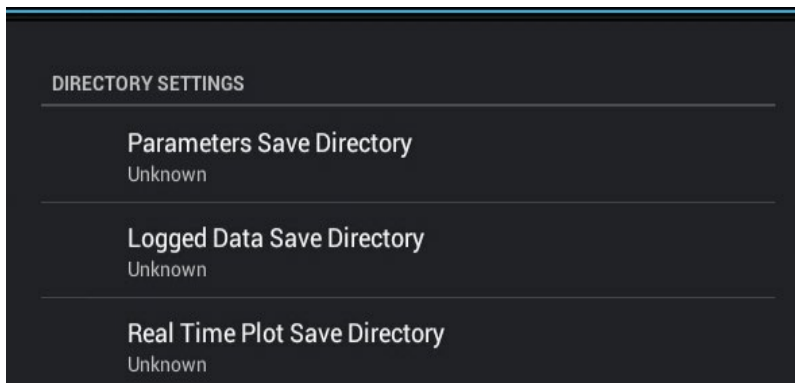 DIRECTORY SETTINGS
Parameters Save Directory
Unknown
Logged Data Save Directory
Unknown
Real Time Plot Save Directory
Unknown